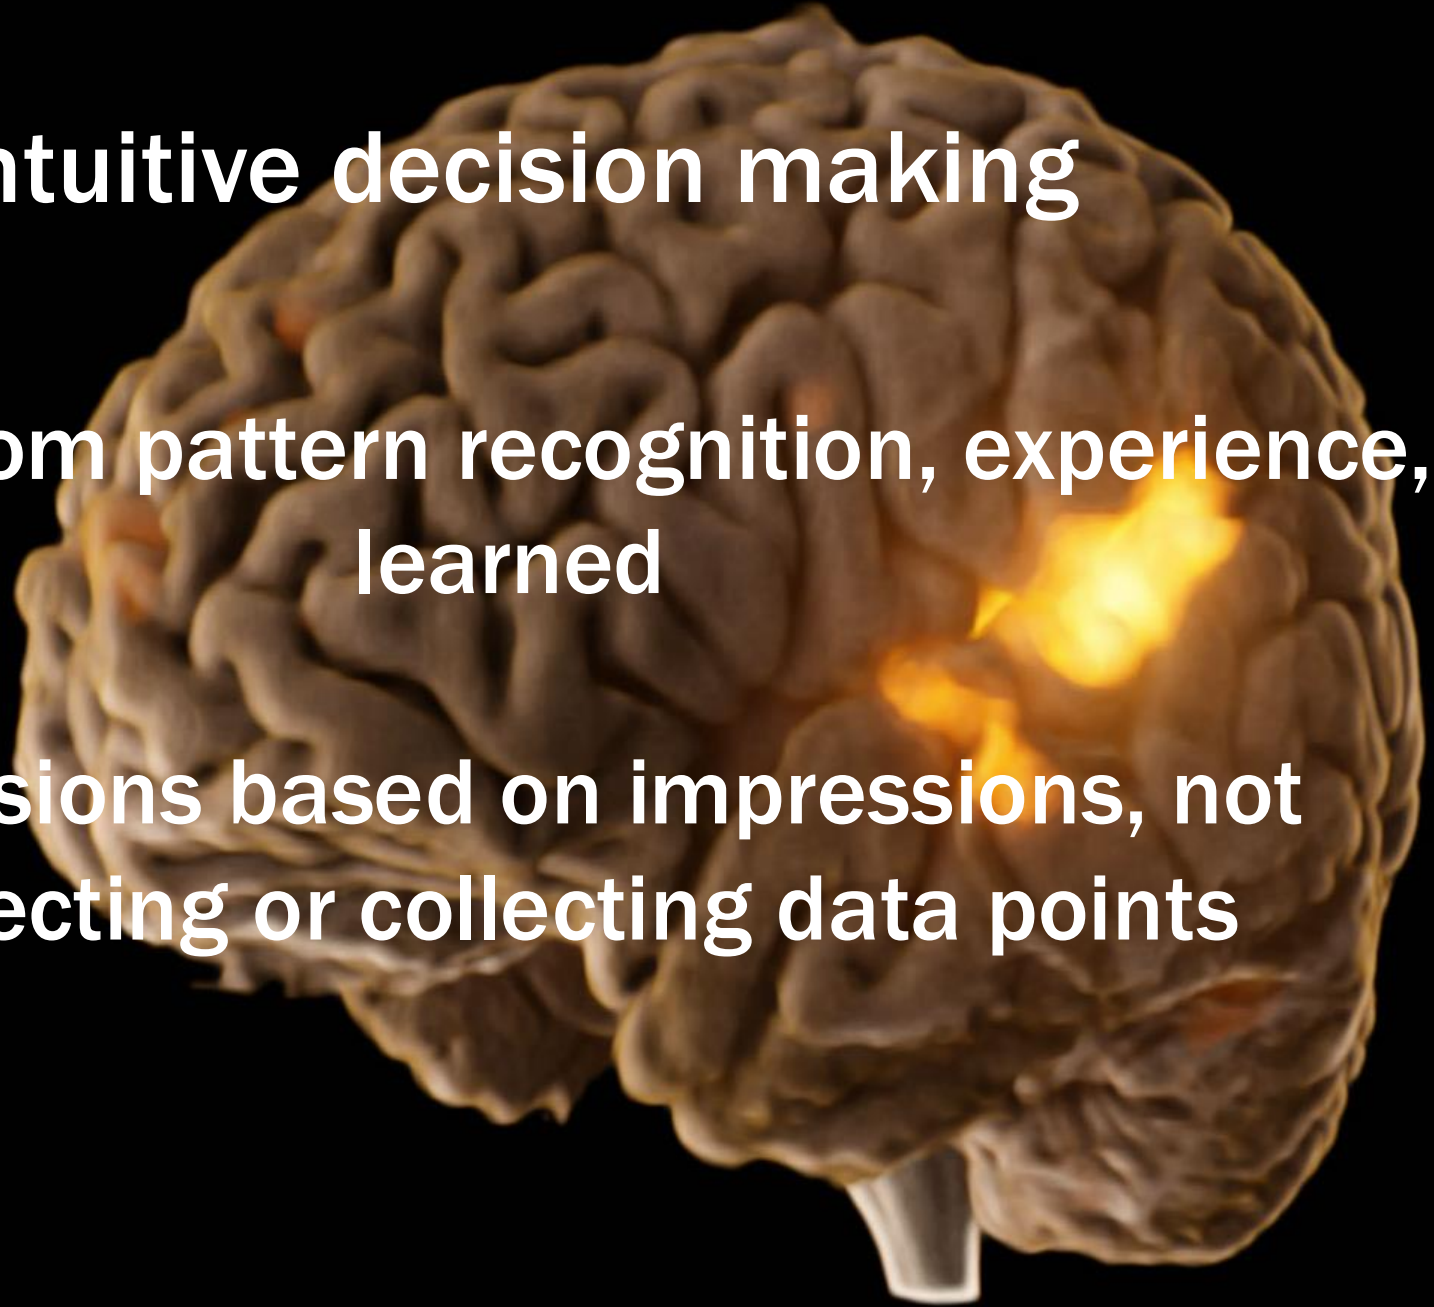 ntuitive decision making
om pattern recognition, experience,
learned
sions based on impressions, not
ecting or collecting data points